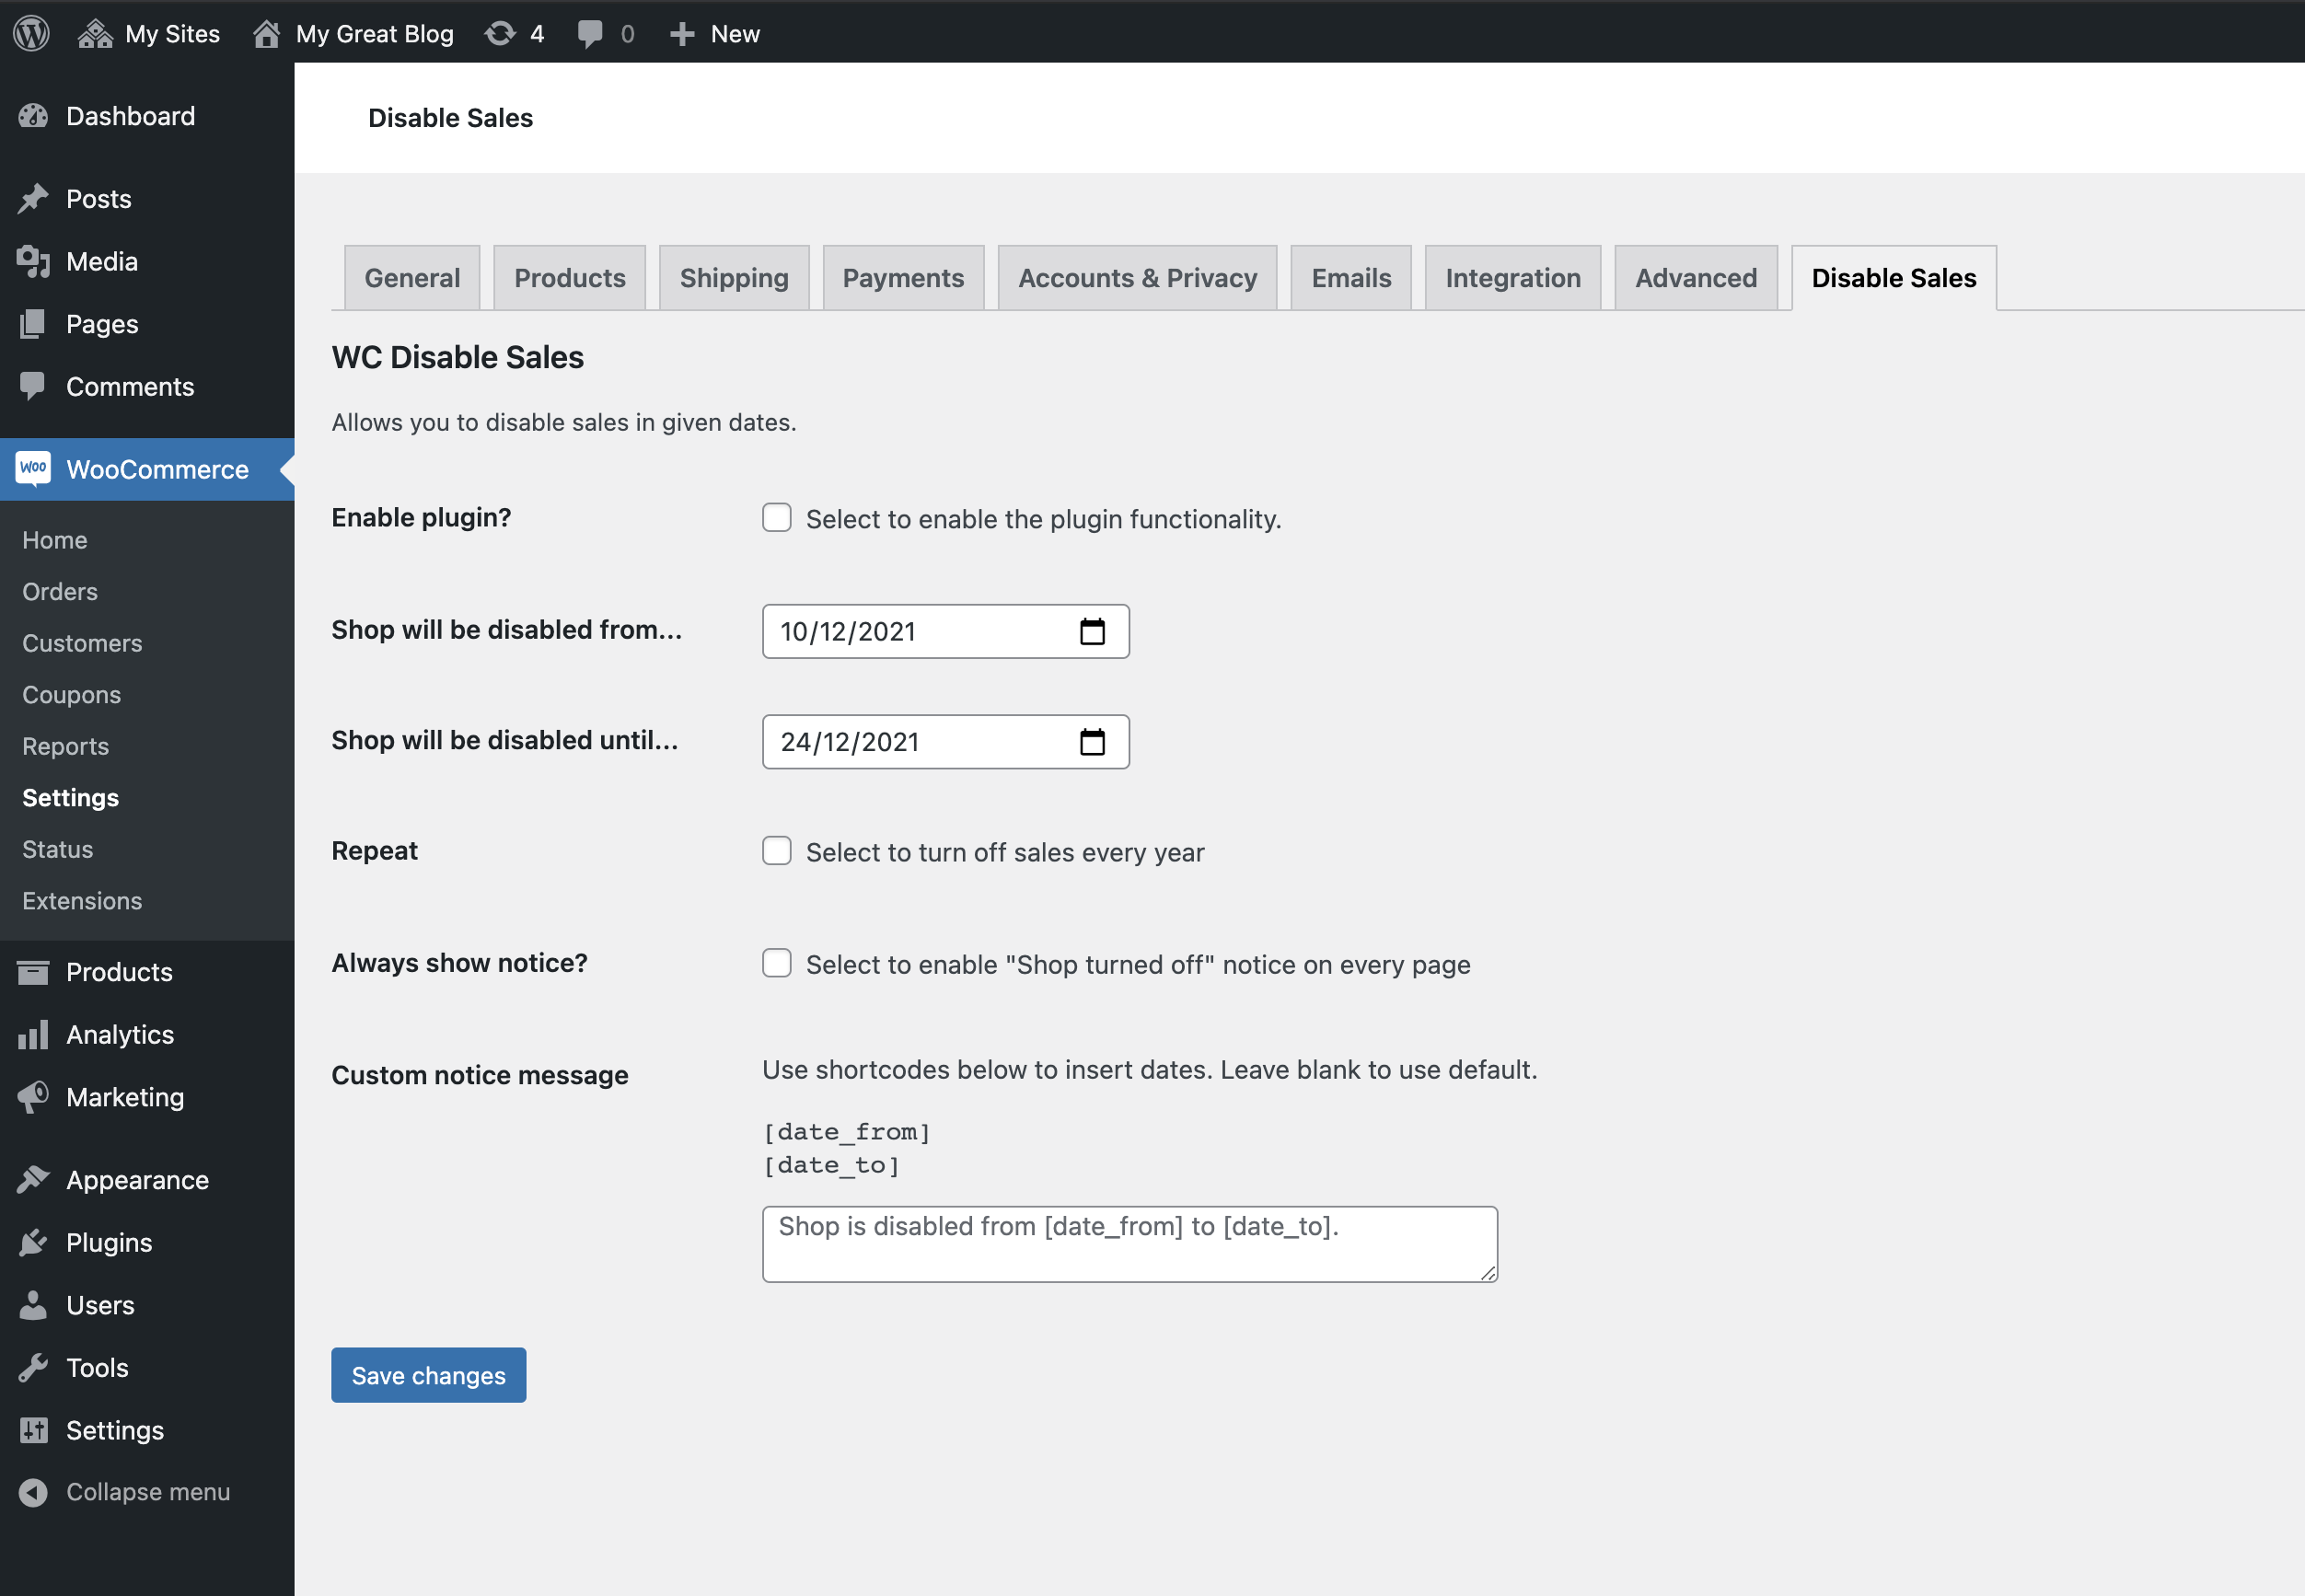 My Sites My Great Blog 4 0 New
Dashboard
Posts
Media
Pages
Comments
Woo WooCommerce
Home
Orders
Customers
Coupons
Reports
Settings
Status
Extensions
Products
Analytics
Marketing
Appearance
Plugins
Users
Tools
Settings
Collapse menu
Disable Sales
General Products Shipping Payments Accounts & Privacy Emails Integration Advanced Disable Sales
WC Disable Sales
Allows you to disable sales in given dates.
Enable plugin? Select to enable the plugin functionality.
Shop will be disabled from... 10/12/2021
Shop will be disabled until... 24/12/2021
Repeat Select to turn off sales every year
Always show notice? Select to enable "Shop turned off" notice on every page
Custom notice message Use shortcodes below to insert dates. Leave blank to use default.
[date_from]
[date_to]
Shop is disabled from [date_from] to [date_to].
Save changes